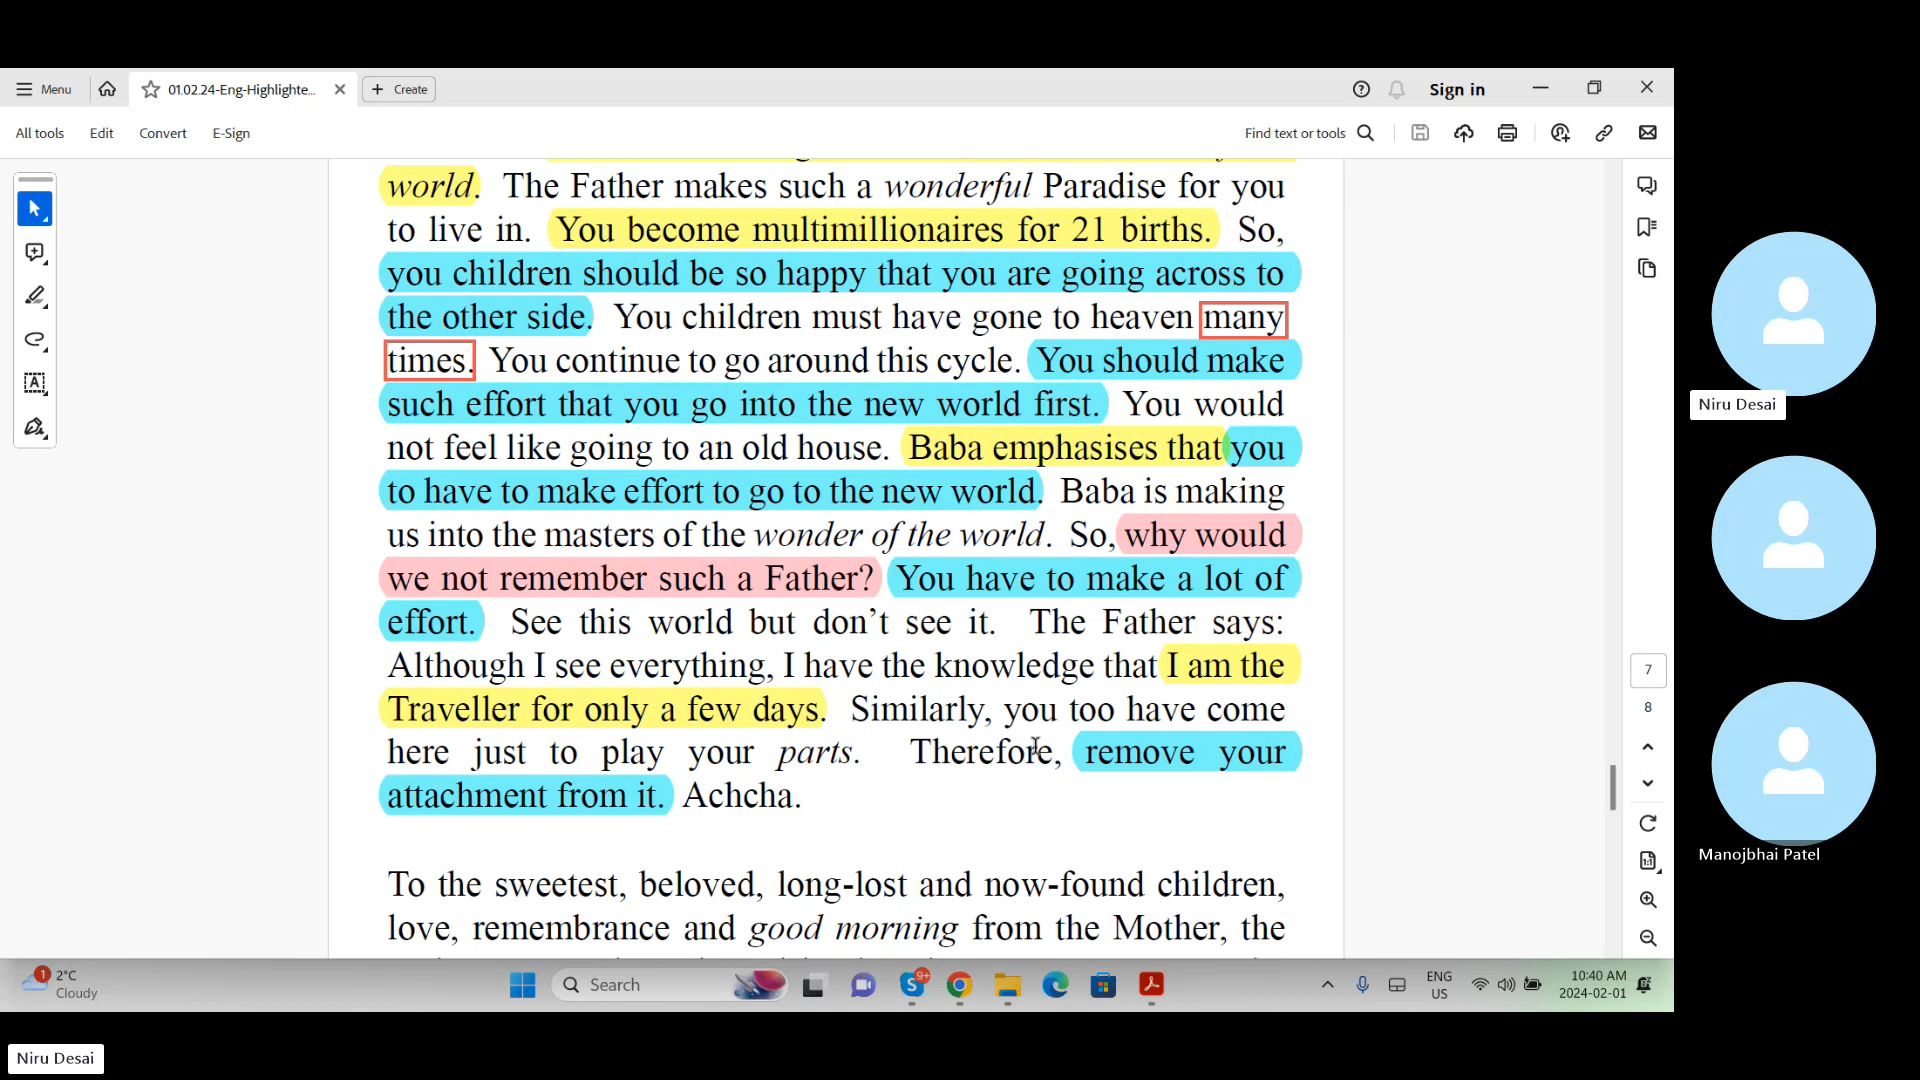 Menu
01.02.24-Eng-Highlighte...
Create
Sign in
All tools
Edit
Convert
E-Sign
Find text or tools
world. The Father makes such a wonderful Paradise for you
to live in. You become multimillionaires for 21 births. So,
you children should be so happy that you are going across to
the other side. You children must have gone to heaven many
times. You continue to go around this cycle. You should make
such effort that you go into the new world first. You would
not feel like going to an old house. Baba emphasises that you
to have to make effort to go to the new world. Baba is making
us into the masters of the wonder of the world. So, why would
we not remember such a Father? You have to make a lot of
effort. See this world but don't see it. The Father says:
Although I see everything, I have the knowledge that I am the
Traveller for only a few days. Similarly, you too have come
here just to play your parts. Therefore, remove your
attachment from it. Achcha.
To the sweetest, beloved, long-lost and now-found children,
love, remembrance and good morning from the Mother, the
7
8
1:1
Niru Desai
Manojbhai Patel
1
2°C
Cloudy
Search
9+
ENG
US
10:40 AM
2024-02-01
Niru Desai